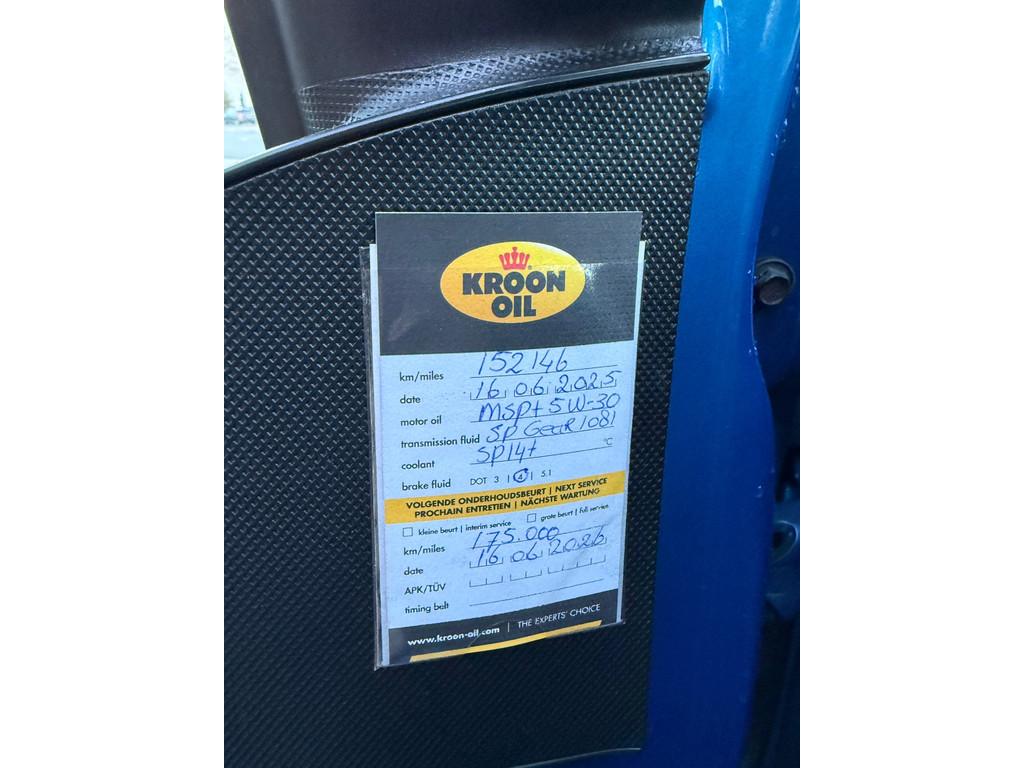 KROON
OIL
km/miles 152146
date 16 06 2025
motor oil MSP+ 5W-30
transmission fluid SP Gear 1081
coolant SP14+ °C
brake fluid DOT 3 | 4 | 5.1
VOLGENDE ONDERHOUDSBEURT | NEXT SERVICE
PROCHAIN ENTRETIEN | NÄCHSTE WARTUNG
kleine beurt | interim service grote beurt | full service
km/miles 175.000
date 16 06 2026
APK/TÜV
timing belt
www.kroon-oil.com | THE EXPERTS' CHOICE